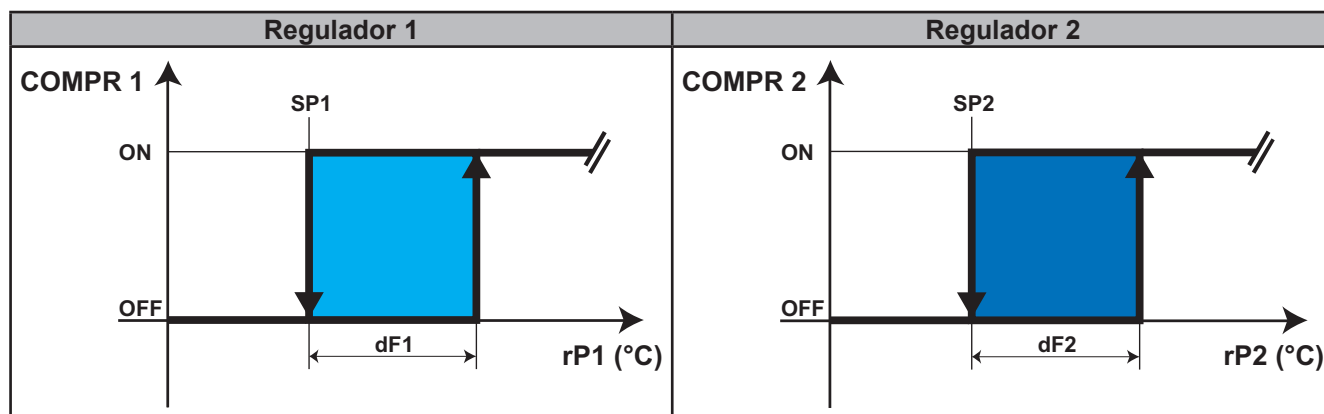 Regulador 1
COMPR 1
SP1
ON
OFF
dF1
rP1 (°C)
Regulador 2
COMPR 2
SP2
ON
OFF
dF2
rP2 (°C)